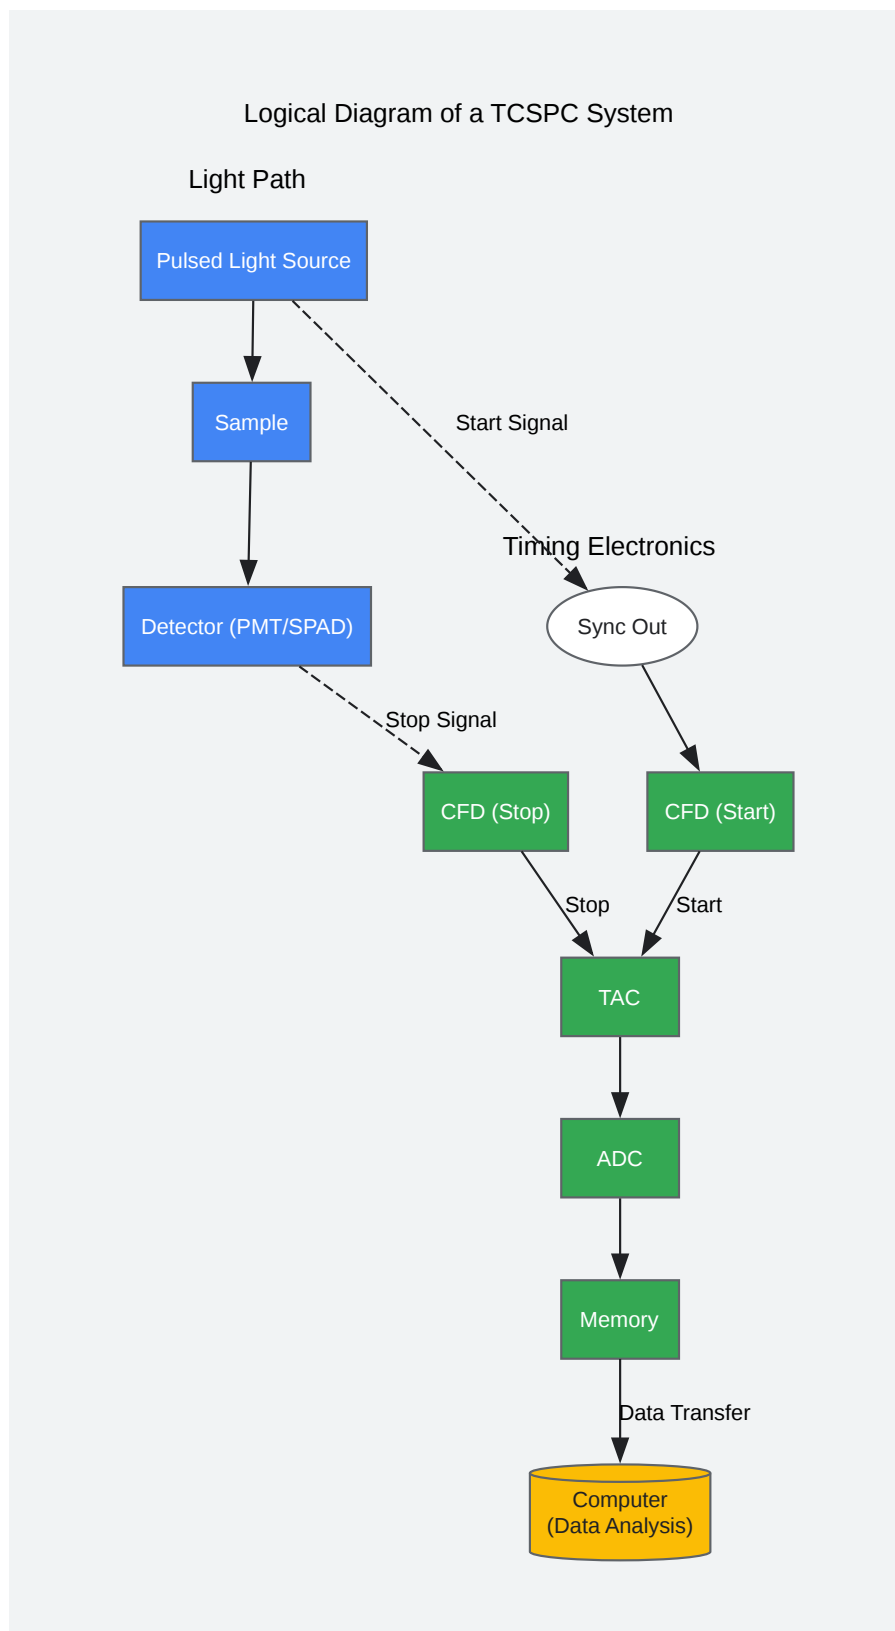 Logical Diagram of a TCSPC System
Light Path
Pulsed Light Source
Sample
Start Signal
Timing Electronics
Detector (PMT/SPAD)
Sync Out
Stop Signal
CFD (Stop)
CFD (Start)
Stop
Start
TAC
ADC
Memory
Data Transfer
Computer
(Data Analysis)